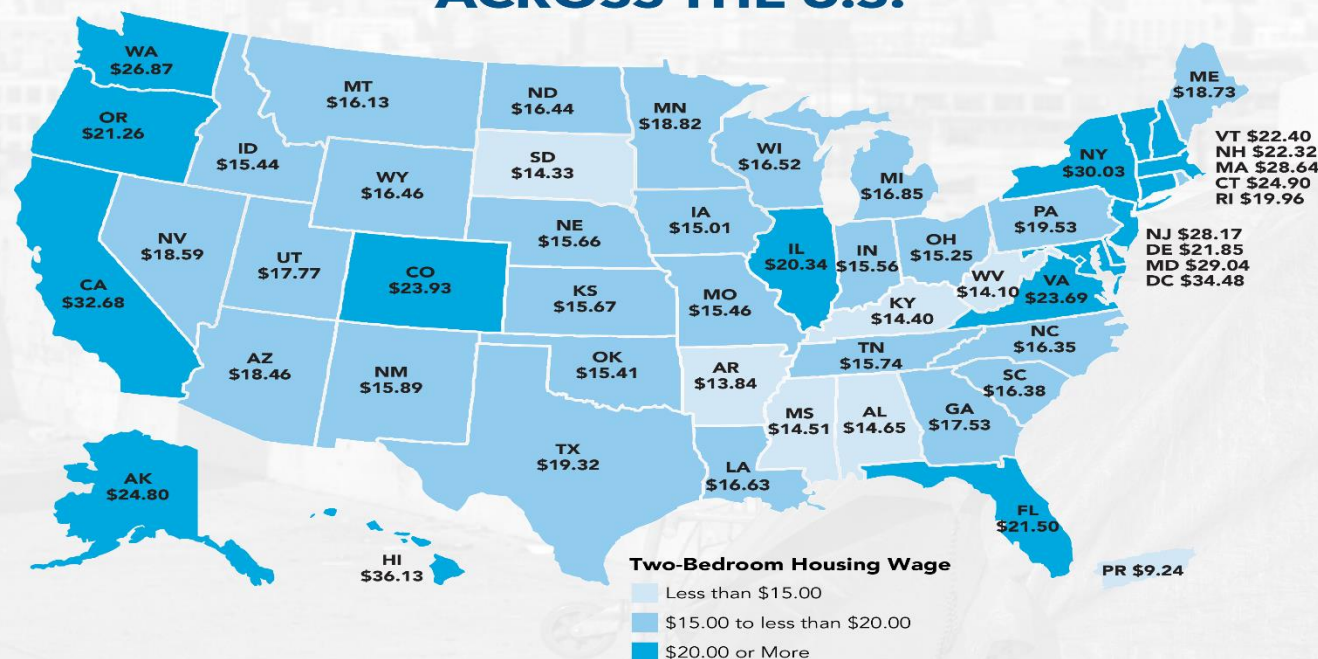 ACROSS THE U.S.
WA
$26.87
OR
$21.26
CA
$32.68
ID
$15.44
NV
$18.59
MT
$16.13
WY
$16.46
UT
$17.77
CO
$23.93
AZ
$18.46
NM
$15.89
ND
$16.44
SD
$14.33
NE
$15.66
KS
$15.67
OK
$15.41
TX
$19.32
MN
$18.82
IA
$15.01
MO
$15.46
AR
$13.84
LA
$16.63
WI
$16.52
IL
$20.34
MI
$16.85
IN
$15.56
OH
$15.25
KY
$14.40
TN
$15.74
MS
$14.51
AL
$14.65
GA
$17.53
FL
$21.50
SC
$16.38
NC
$16.35
VA
$23.69
WV
$14.10
PA
$19.53
NY
$30.03
ME
$18.73
VT $22.40
NH $22.32
MA $28.64
CT $24.90
RI $19.96
NJ $28.17
DE $21.85
MD $29.04
DC $34.48
AK
$24.80
HI
$36.13
PR $9.24
Two-Bedroom Housing Wage
Less than $15.00
$15.00 to less than $20.00
$20.00 or More